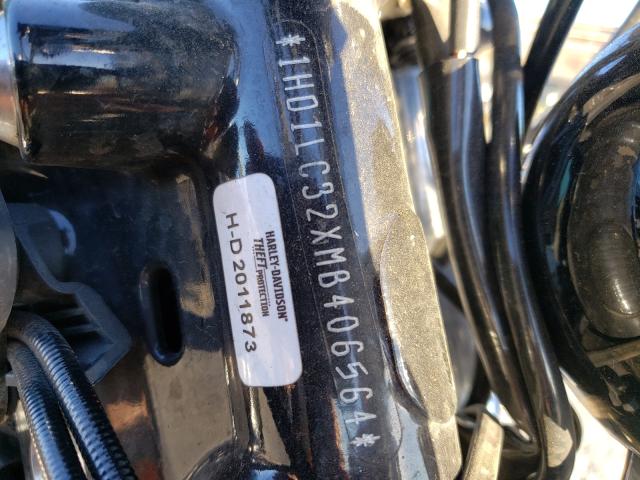 *1HD1LC32XMB406564*
HARLEY-DAVIDSON®
THEFT PROTECTION
H-D 2011873